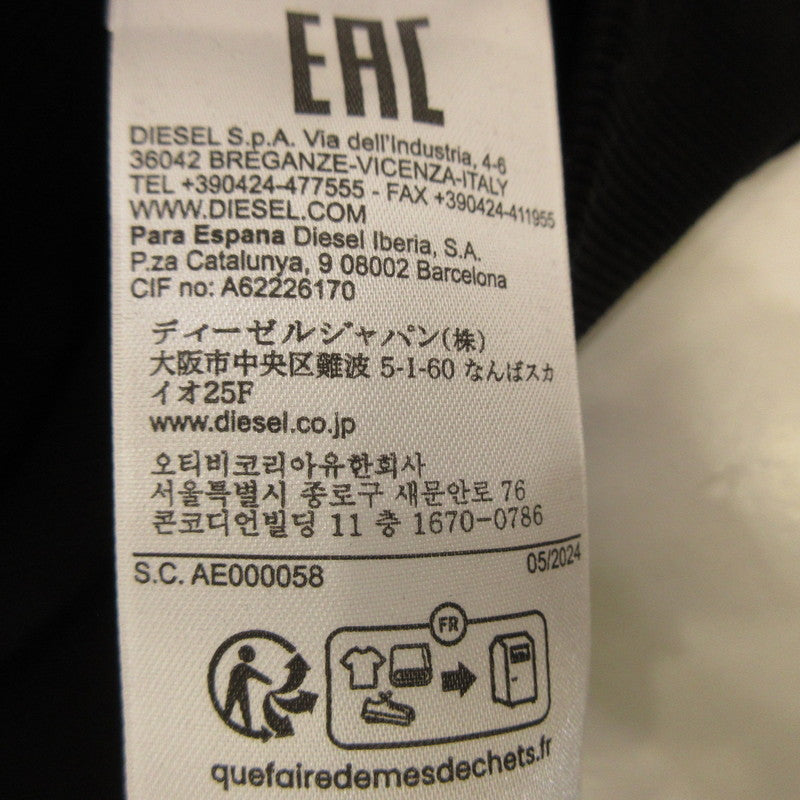 EAC
DIESEL S.p.A. Via dell'Industria, 4-6
36042 BREGANZE-VICENZA-ITALY
TEL +390424-477555 - FAX +390424-411955
WWW.DIESEL.COM
Para Espana Diesel Iberia, S.A.
P.za Catalunya, 9 08002 Barcelona
CIF no: A62226170
ディーゼルジャパン(株)
大阪市中央区難波 5-1-60 なんばスカ
イオ25F
www.diesel.co.jp
오티비코리아유한회사
서울특별시 종로구 새문안로 76
콘코디언빌딩 11 층 1670-0786
S.C. AE000058 05/2024
FR
quefairedemesdechets.fr